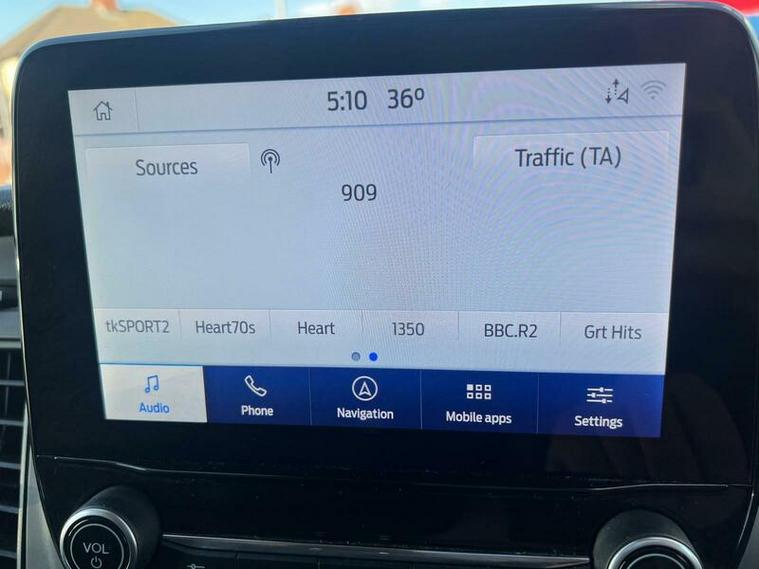 5:10 36º
Sources
Traffic (TA)
909
tkSPORT2 Heart70s Heart 1350 BBC.R2 Grt Hits
Audio Phone Navigation Mobile apps Settings
VOL